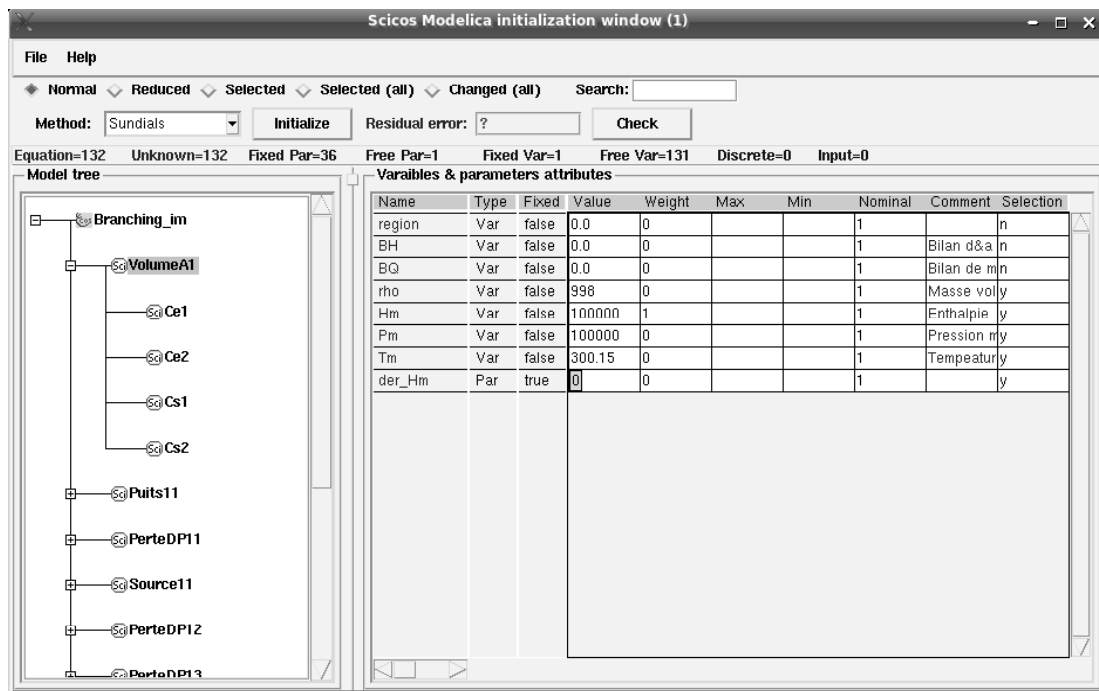 Scicos Modelica initialization window (1)
File Help
Normal Reduced Selected Selected (all) Changed (all) Search:
Method: Sundials Initialize Residual error: ? Check
Equation=132 Unknown=132 Fixed Par=36 Free Par=1 Fixed Var=1 Free Var=131 Discrete=0 Input=0
Model tree
Branching_im
VolumeA1
Ce1
Ce2
Cs1
Cs2
Puits11
PerteDP11
Source11
PerteDP12
PerteDP13
Varaibles & parameters attributes
Name Type Fixed Value Weight Max Min Nominal Comment Selection
region Var false 0.0 0 1 n
BH Var false 0.0 0 1 Bilan d&a n
BQ Var false 0.0 0 1 Bilan de m n
rho Var false 998 0 1 Masse vol y
Hm Var false 100000 1 1 Enthalpie y
Pm Var false 100000 0 1 Pression m y
Tm Var false 300.15 0 1 Tempeatur y
der_Hm Par true 0 0 1 y